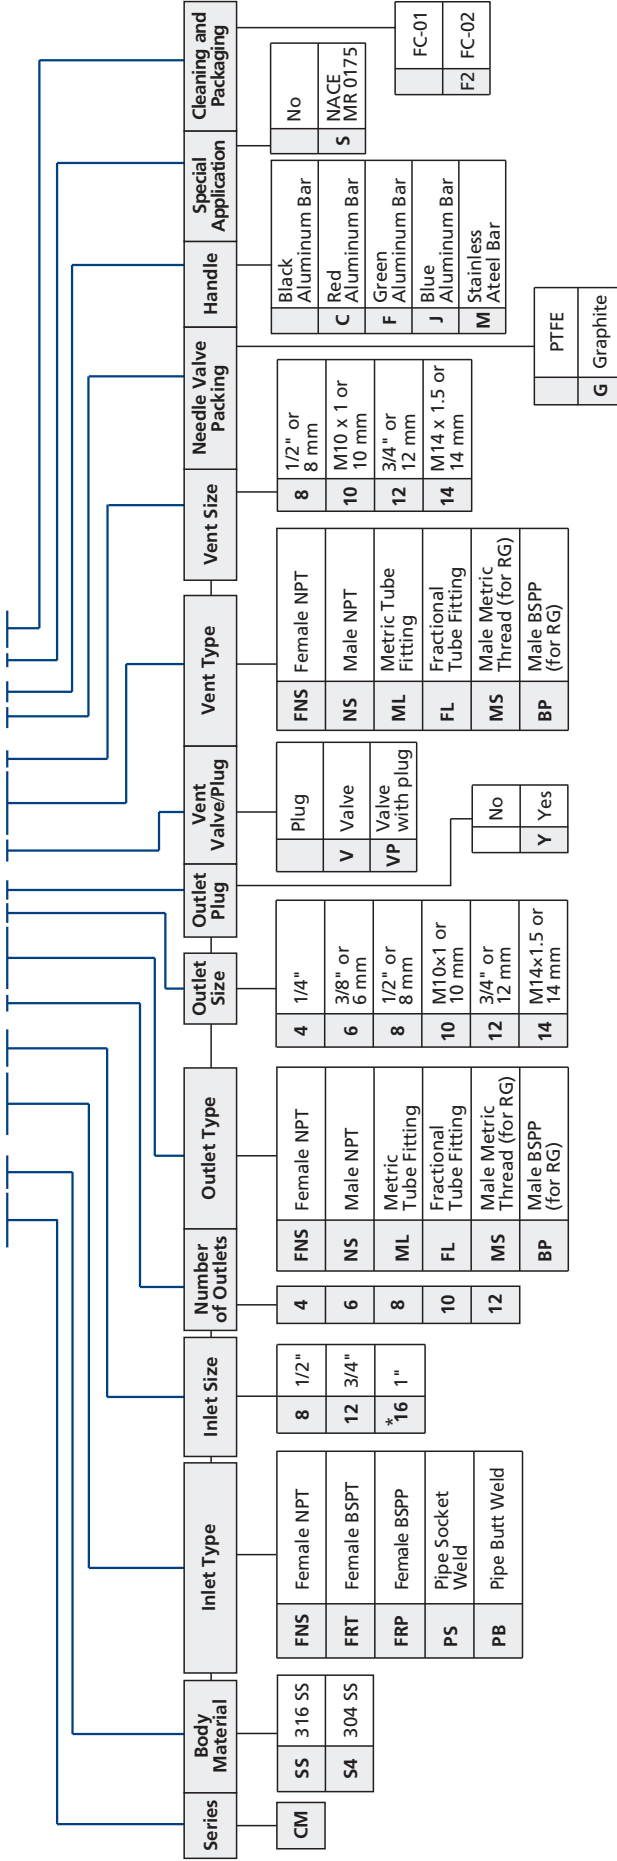 Series
CM
Body
Material
SS 316 SS
S4 304 SS
Inlet Type
FNS Female NPT
FRT Female BSPT
FRP Female BSPP
PS Pipe Socket
Weld
PB Pipe Butt Weld
Inlet Size
8 1/2"
12 3/4"
*16 1"
Number
of Outlets
4
6
8
10
12
Outlet Type
FNS Female NPT
NS Male NPT
ML Metric
Tube Fitting
FL Fractional
Tube Fitting
MS Male Metric
Thread (for RG)
BP Male BSPP
(for RG)
Outlet
Size
4 1/4"
6 3/8" or
6 mm
8 1/2" or
8 mm
10 M10×1 or
10 mm
12 3/4" or
12 mm
14 M14×1.5 or
14 mm
Outlet
Plug
No
Y Yes
Vent
Valve/Plug
Plug
V Valve
VP Valve
with plug
Vent Type
FNS Female NPT
NS Male NPT
ML Metric Tube
Fitting
FL Fractional
Tube Fitting
MS Male Metric
Thread (for RG)
BP Male BSPP
(for RG)
Vent Size
8 1/2" or
8 mm
10 M10 x 1 or
10 mm
12 3/4" or
12 mm
14 M14 x 1.5 or
14 mm
Needle Valve
Packing
PTFE
G Graphite
Handle
Black
Aluminum Bar
C Red
Aluminum Bar
F Green
Aluminum Bar
J Blue
Aluminum Bar
M Stainless
Ateel Bar
Special
Application
No
S NACE
MR 0175
Cleaning and
Packaging
FC-01
F2 FC-02